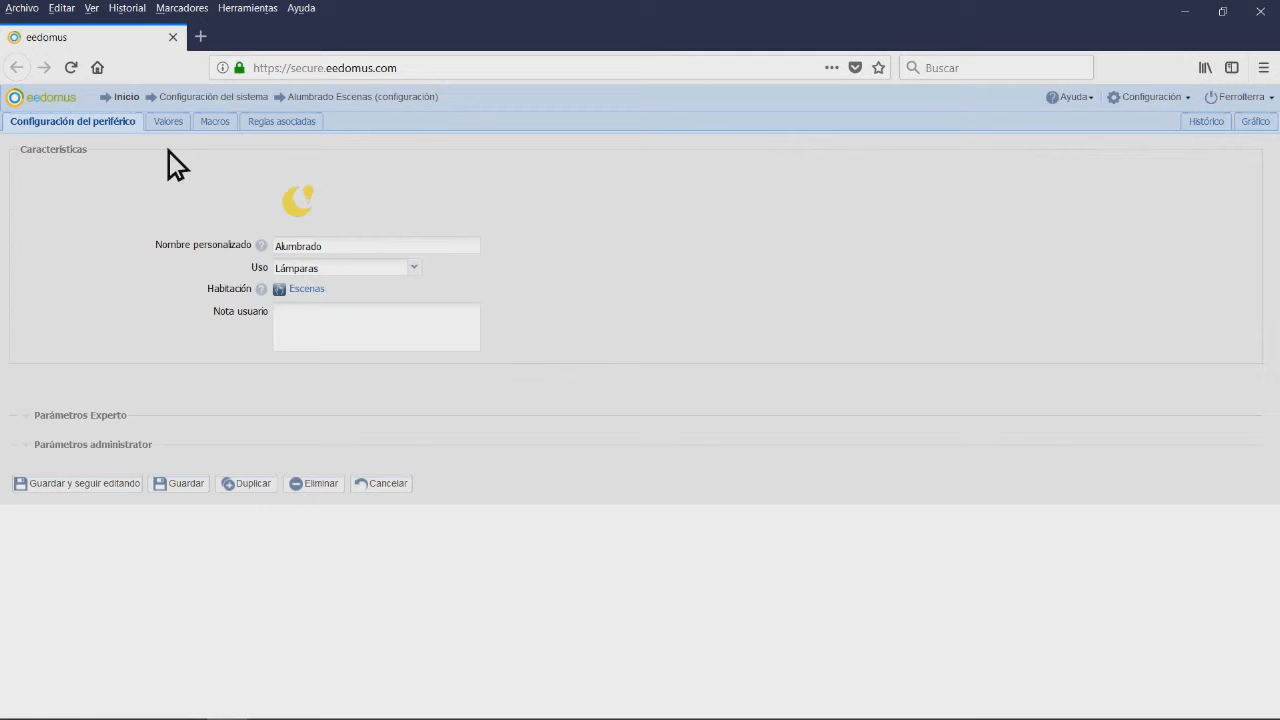 Archivo Editar Ver Historial Marcadores Herramientas Ayuda
eedomus
https://secure.eedomus.com
Buscar
eedomus Inicio Configuración del sistema Alumbrado Escenas (configuración) Ayuda Configuración Ferrolterra
Configuración del periférico Valores Macros Reglas asociadas Histórico Gráfico
Características
Nombre personalizado ? Alumbrado
Uso Lámparas
Habitación ? Escenas
Nota usuario
Parámetros Experto
Parámetros administrator
Guardar y seguir editando Guardar Duplicar Eliminar Cancelar